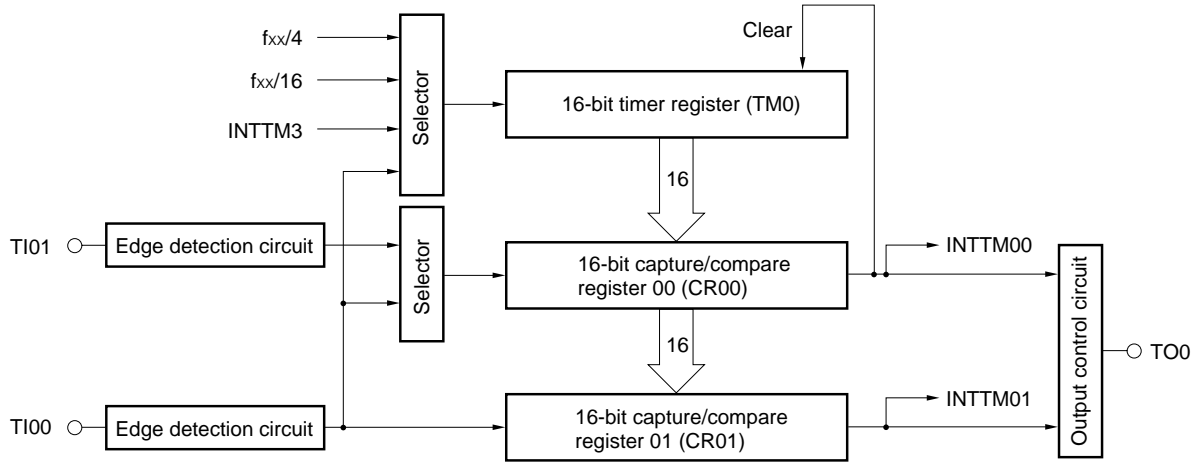 fxx/4
fxx/16
INTTM3
Selector
Clear
16-bit timer register (TM0)
16
TI01
Edge detection circuit
Selector
16-bit capture/compare
register 00 (CR00)
INTTM00
16
Output control circuit
TO0
TI00
Edge detection circuit
16-bit capture/compare
register 01 (CR01)
INTTM01